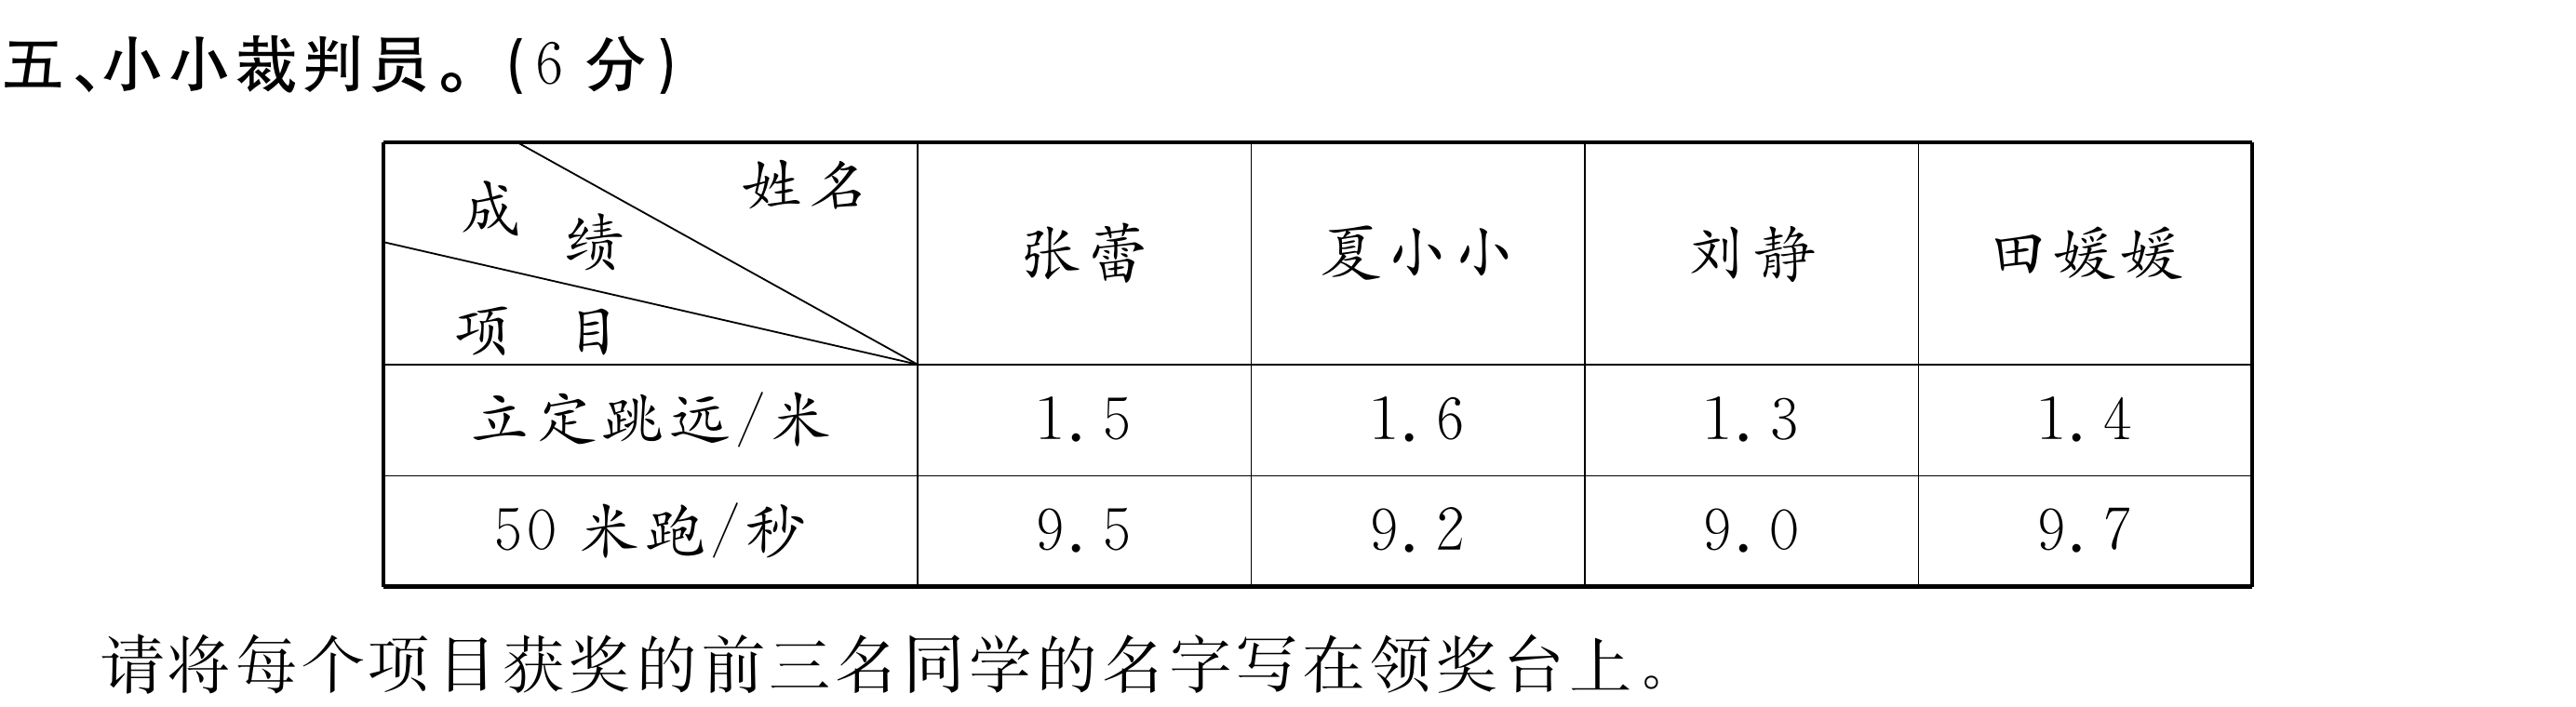 五、小小裁判员。(6 分)
姓名
成绩
项目
张蕾 夏小小 刘静 田媛媛
立定跳远/米 1.5 1.6 1.3 1.4
50 米跑/秒 9.5 9.2 9.0 9.7
请将每个项目获奖的前三名同学的名字写在领奖台上。